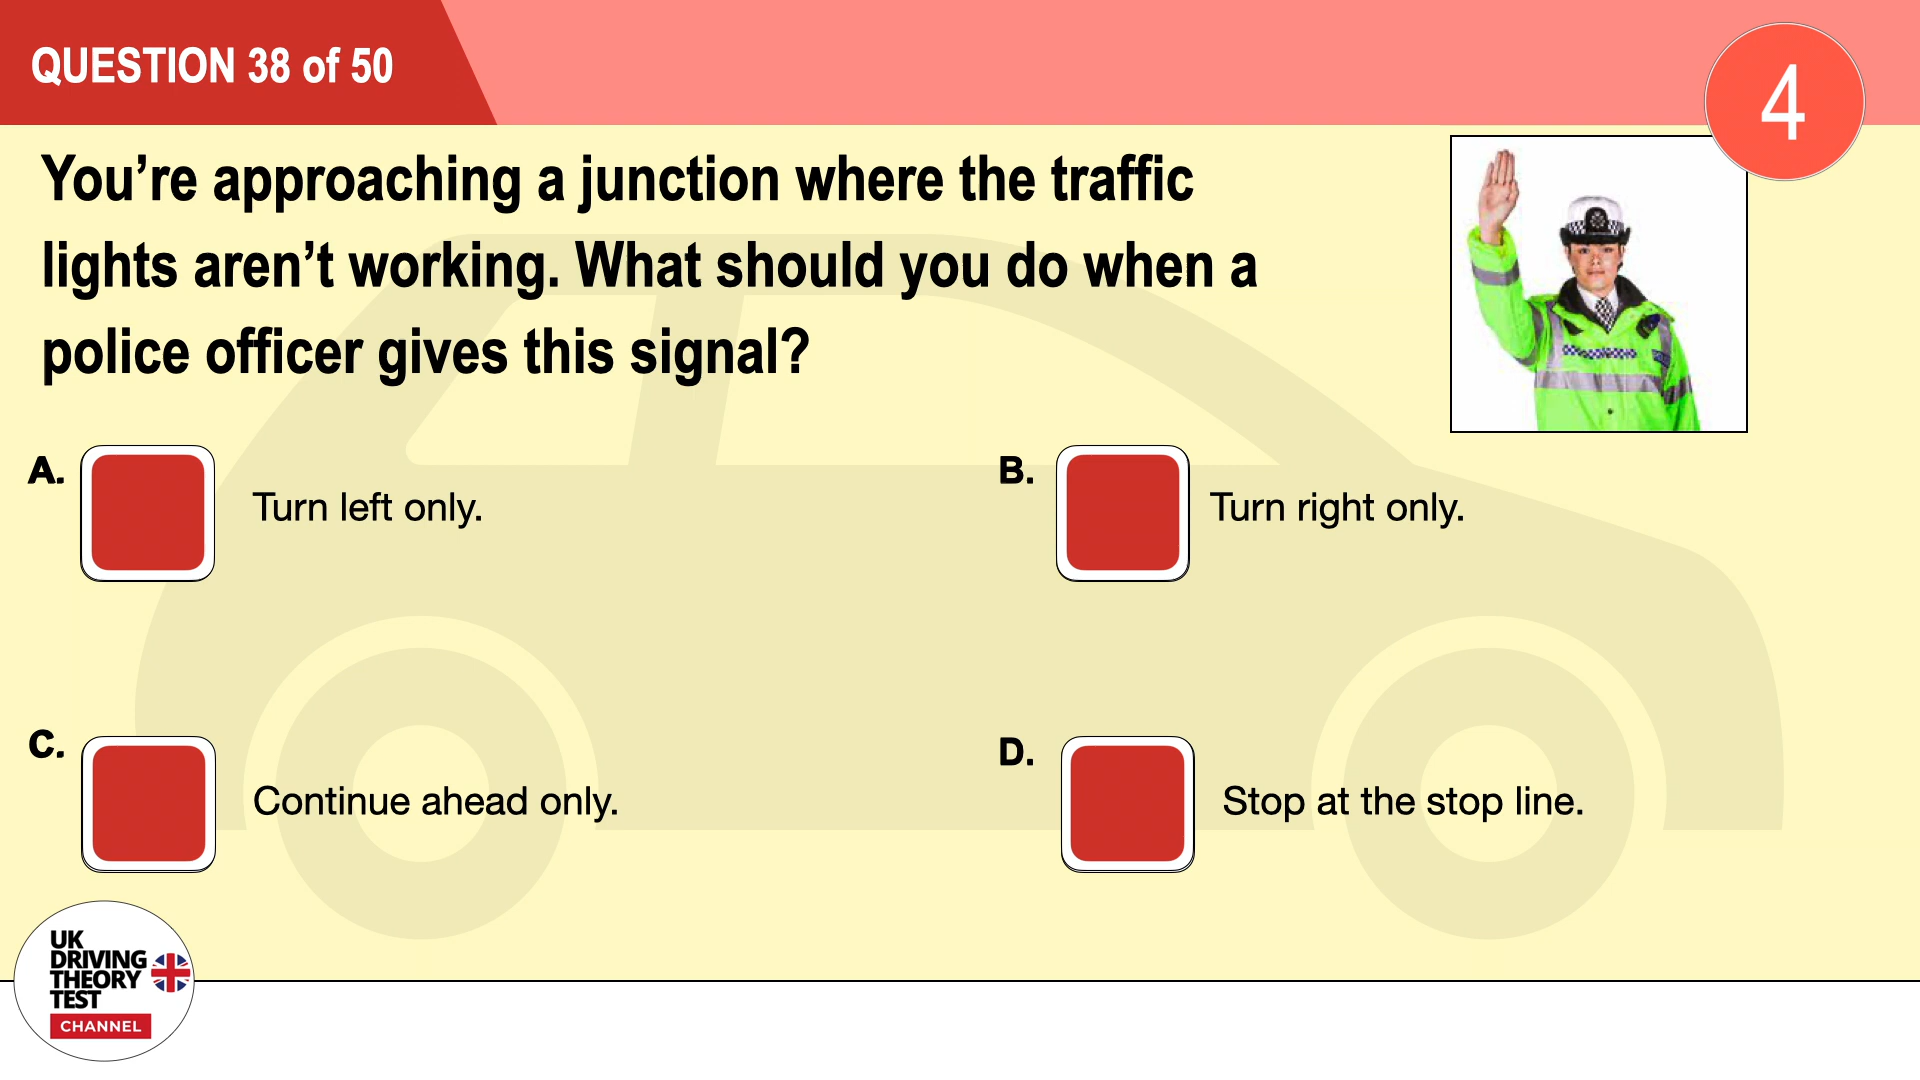 QUESTION 38 of 50
4
You’re approaching a junction where the traffic
lights aren’t working. What should you do when a
police officer gives this signal?
A.
Turn left only.
B.
Turn right only.
C.
Continue ahead only.
D.
Stop at the stop line.
UK
DRIVING
THEORY
TEST
CHANNEL